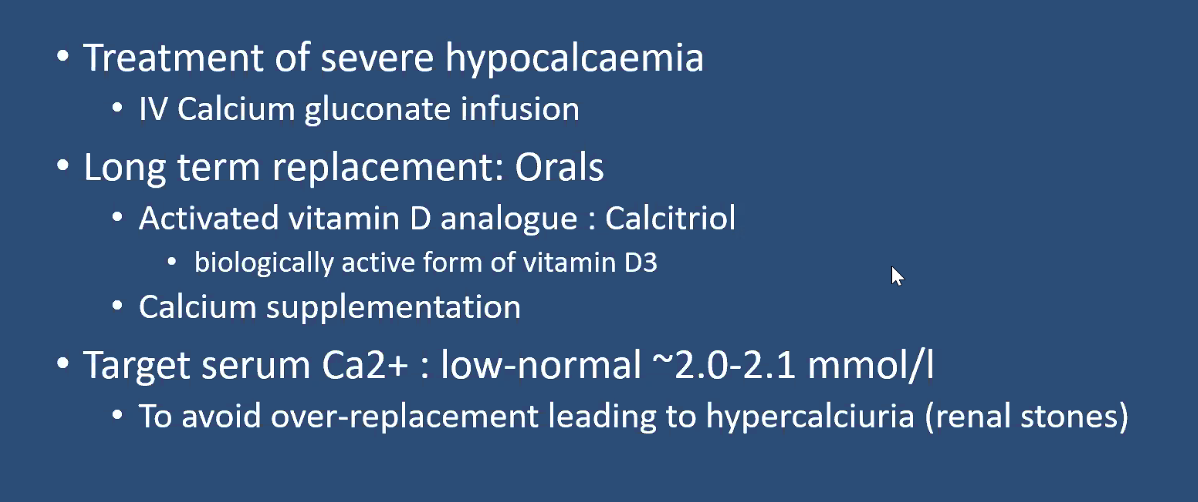 • Treatment of severe hypocalcaemia
• IV Calcium gluconate infusion
• Long term replacement: Orals
• Activated vitamin D analogue : Calcitriol
• biologically active form of vitamin D3
• Calcium supplementation
• Target serum Ca2+ : low-normal ~2.0-2.1 mmol/l
• To avoid over-replacement leading to hypercalciuria (renal stones)